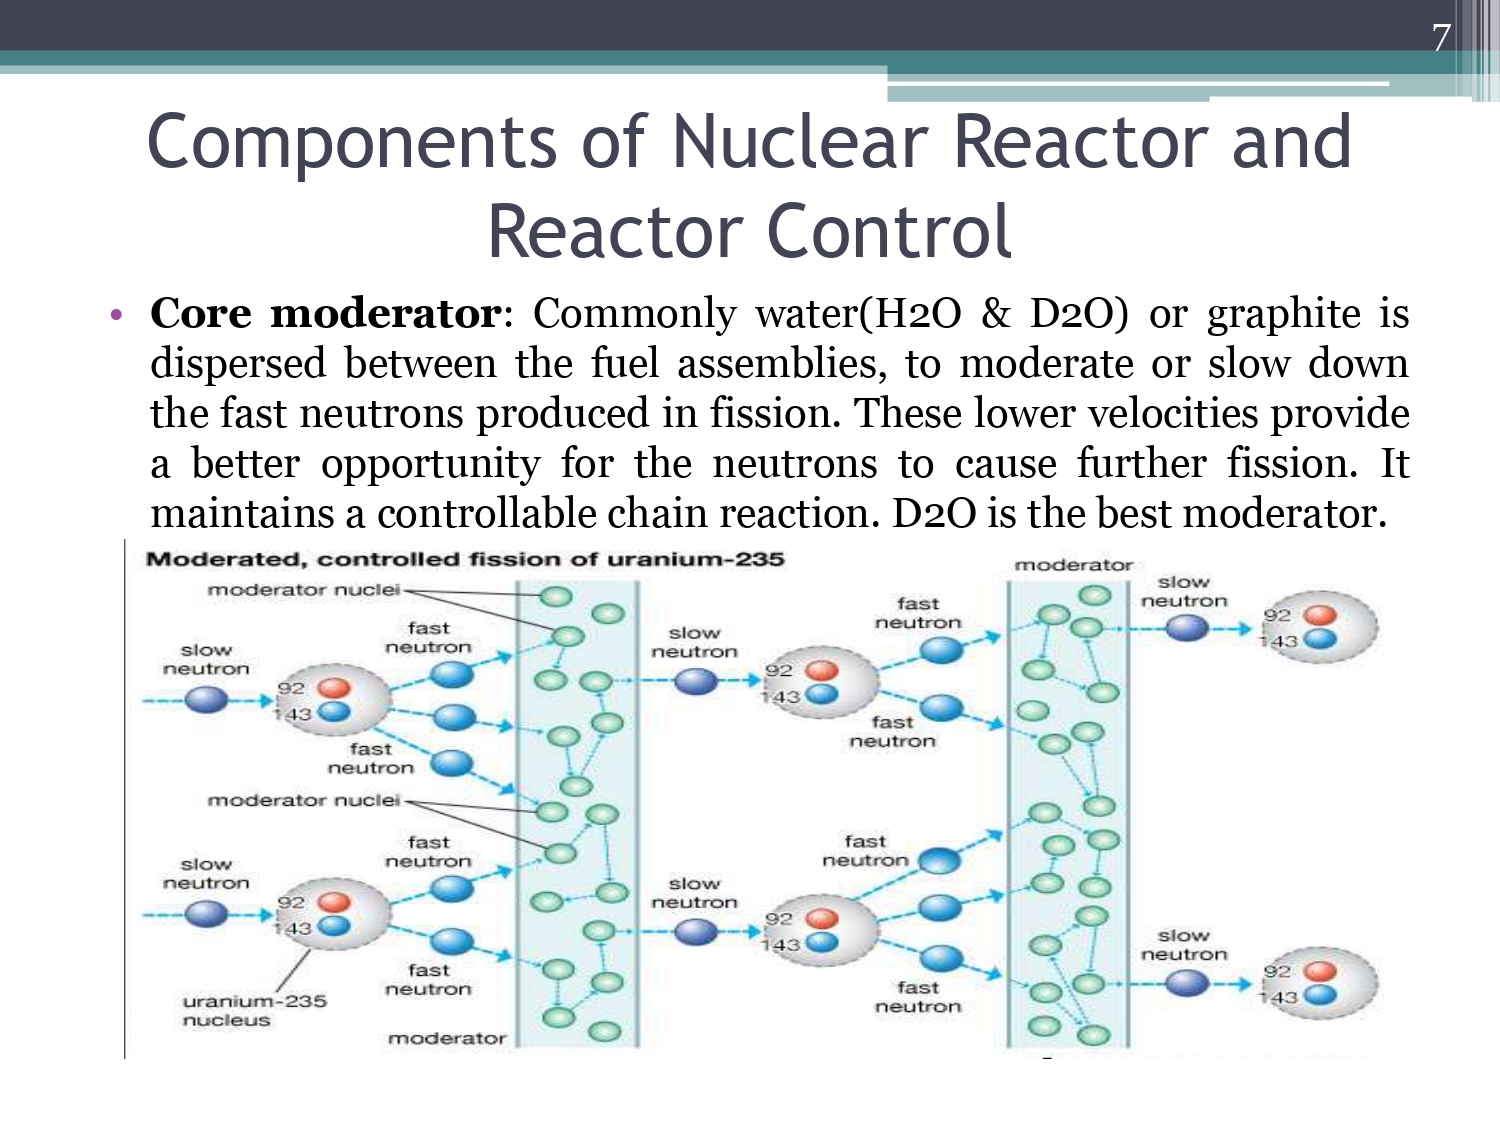 7
Components of Nuclear Reactor and
Reactor Control
• Core moderator: Commonly water(H2O & D2O) or graphite is
dispersed between the fuel assemblies, to moderate or slow down
the fast neutrons produced in fission. These lower velocities provide
a better opportunity for the neutrons to cause further fission. It
maintains a controllable chain reaction. D2O is the best moderator.
Moderated, controlled fission of uranium-235
moderator nuclei
slow
neutron
92
143
fast
neutron
fast
neutron
moderator nuclei
slow
neutron
92
143
fast
neutron
fast
neutron
uranium-235
nucleus
moderator
slow
neutron
92
143
fast
neutron
fast
neutron
slow
neutron
92
143
fast
neutron
fast
neutron
moderator
slow
neutron
92
143
slow
neutron
92
143